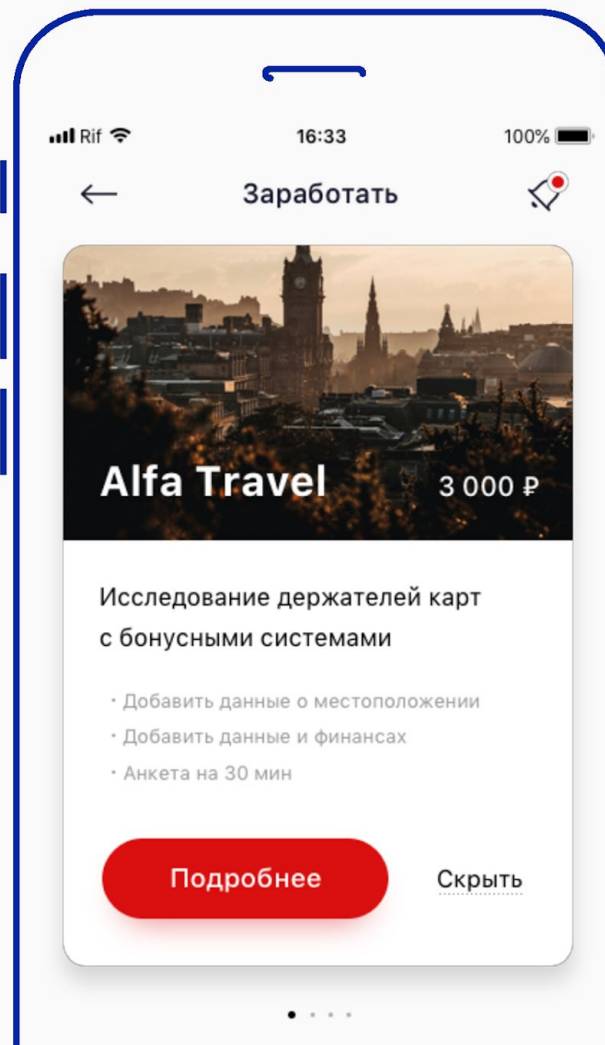 Rif
16:33
100%
Заработать
Alfa Travel
3 000 ₽
Исследование держателей карт
с бонусными системами
· Добавить данные о местоположении
· Добавить данные и финансах
· Анкета на 30 мин
Подробнее
Скрыть